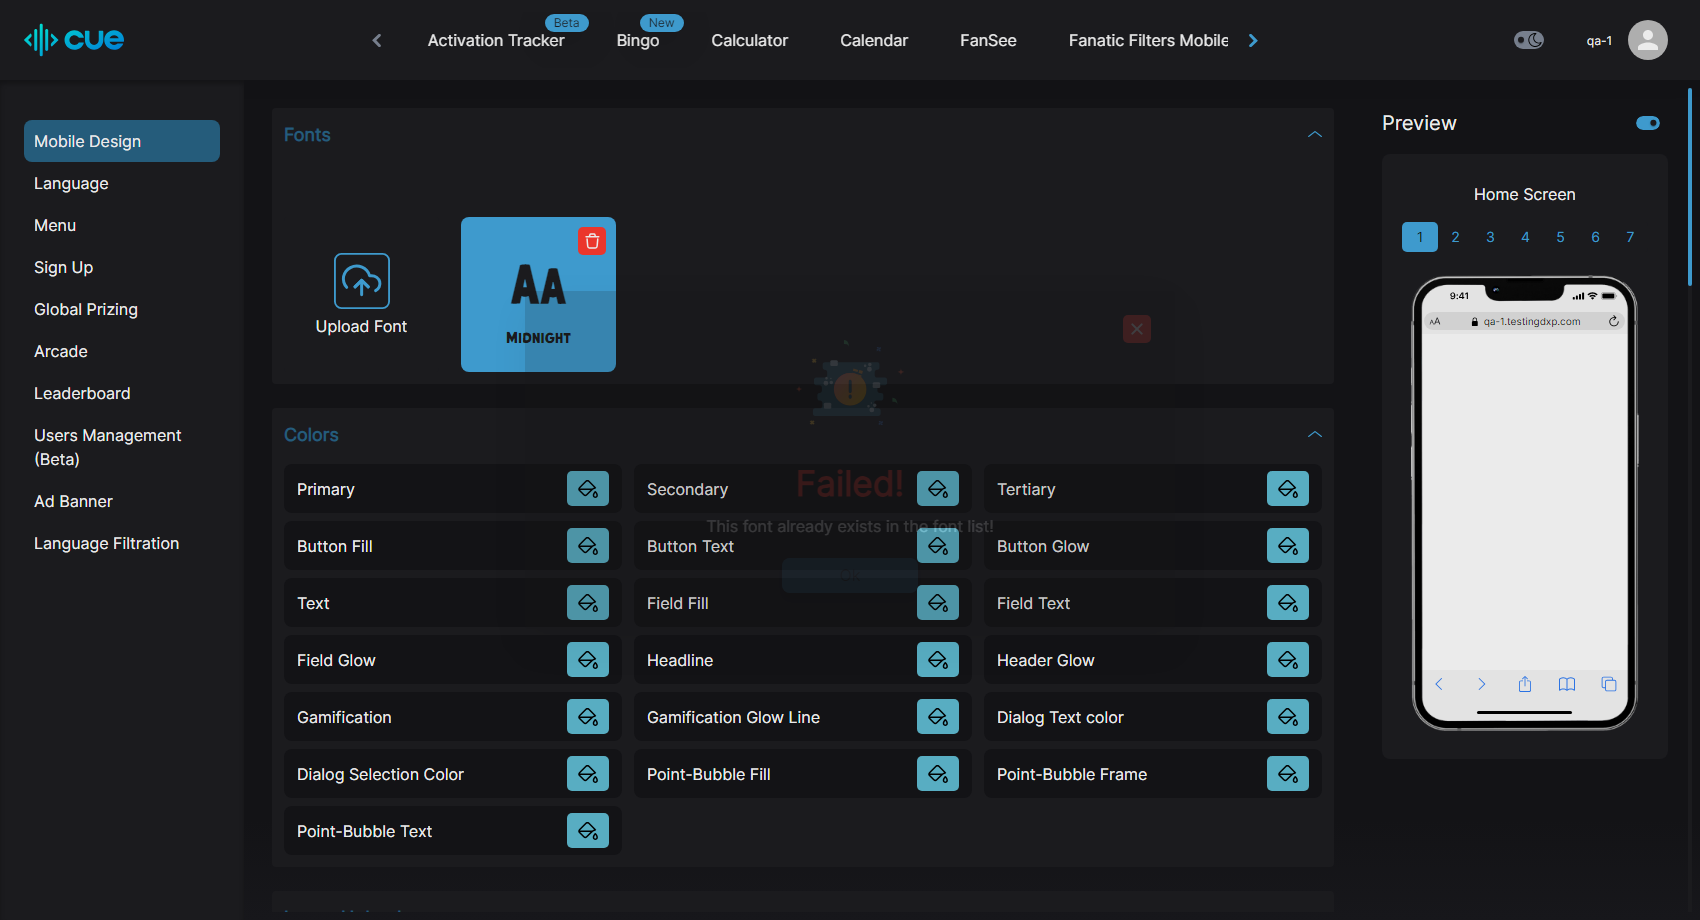 cue
Beta
New
Activation Tracker
Bingo
Calculator
Calendar
FanSee
Fanatic Filters Mobile
qa-1
Mobile Design
Language
Menu
Sign Up
Global Prizing
Arcade
Leaderboard
Users Management
(Beta)
Ad Banner
Language Filtration
Fonts
Upload Font
AA
MIDNIGHT
Failed!
This font already exists in the font list!
Colors
Primary
Secondary
Tertiary
Button Fill
Button Text
Button Glow
Text
Field Fill
Field Text
Field Glow
Headline
Header Glow
Gamification
Gamification Glow Line
Dialog Text color
Dialog Selection Color
Point-Bubble Fill
Point-Bubble Frame
Point-Bubble Text
Preview
Home Screen
1 2 3 4 5 6 7
9:41
AA
qa-1.testingdxp.com